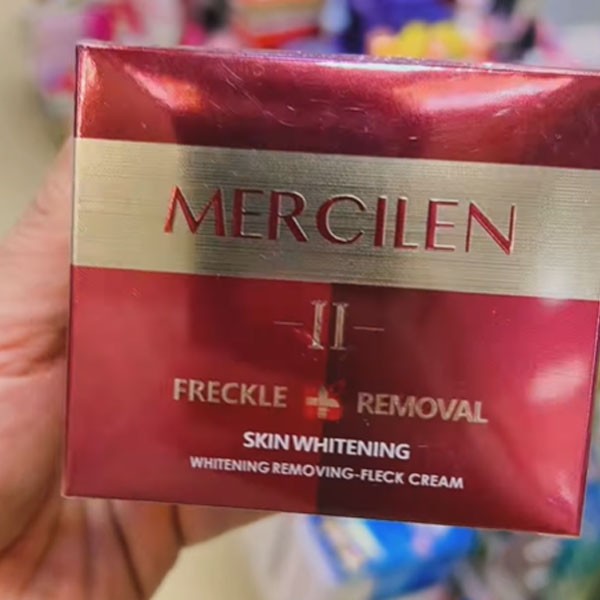 MERCILEN
II
FRECKLE REMOVAL
SKIN WHITENING
WHITENING REMOVING-FLECK CREAM